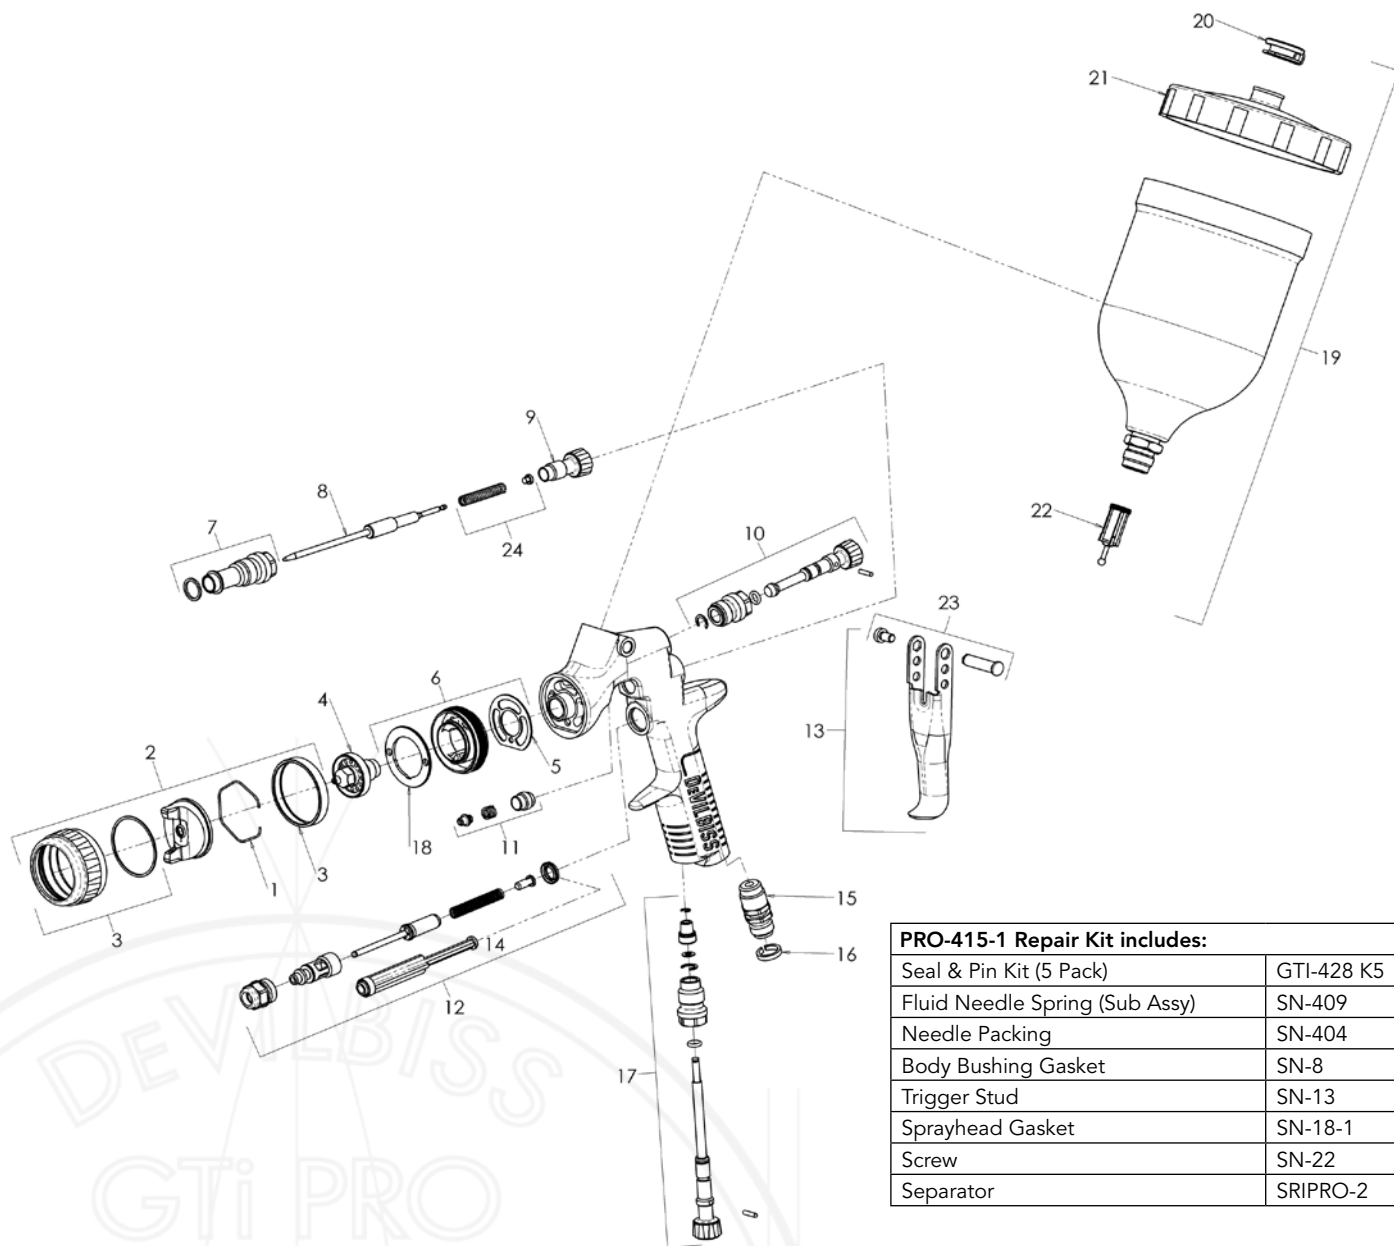 20
21
19
9
8
7
24
22
10
23
6
4
13
2
5
DEVILBISS
18
11
1
3
3
15
14
16
12
17
PRO-415-1 Repair Kit includes:
Seal & Pin Kit (5 Pack) GTI-428 K5
Fluid Needle Spring (Sub Assy) SN-409
Needle Packing SN-404
Body Bushing Gasket SN-8
Trigger Stud SN-13
Sprayhead Gasket SN-18-1
Screw SN-22
Separator SRIPRO-2
DEVILBISS
GTi PRO